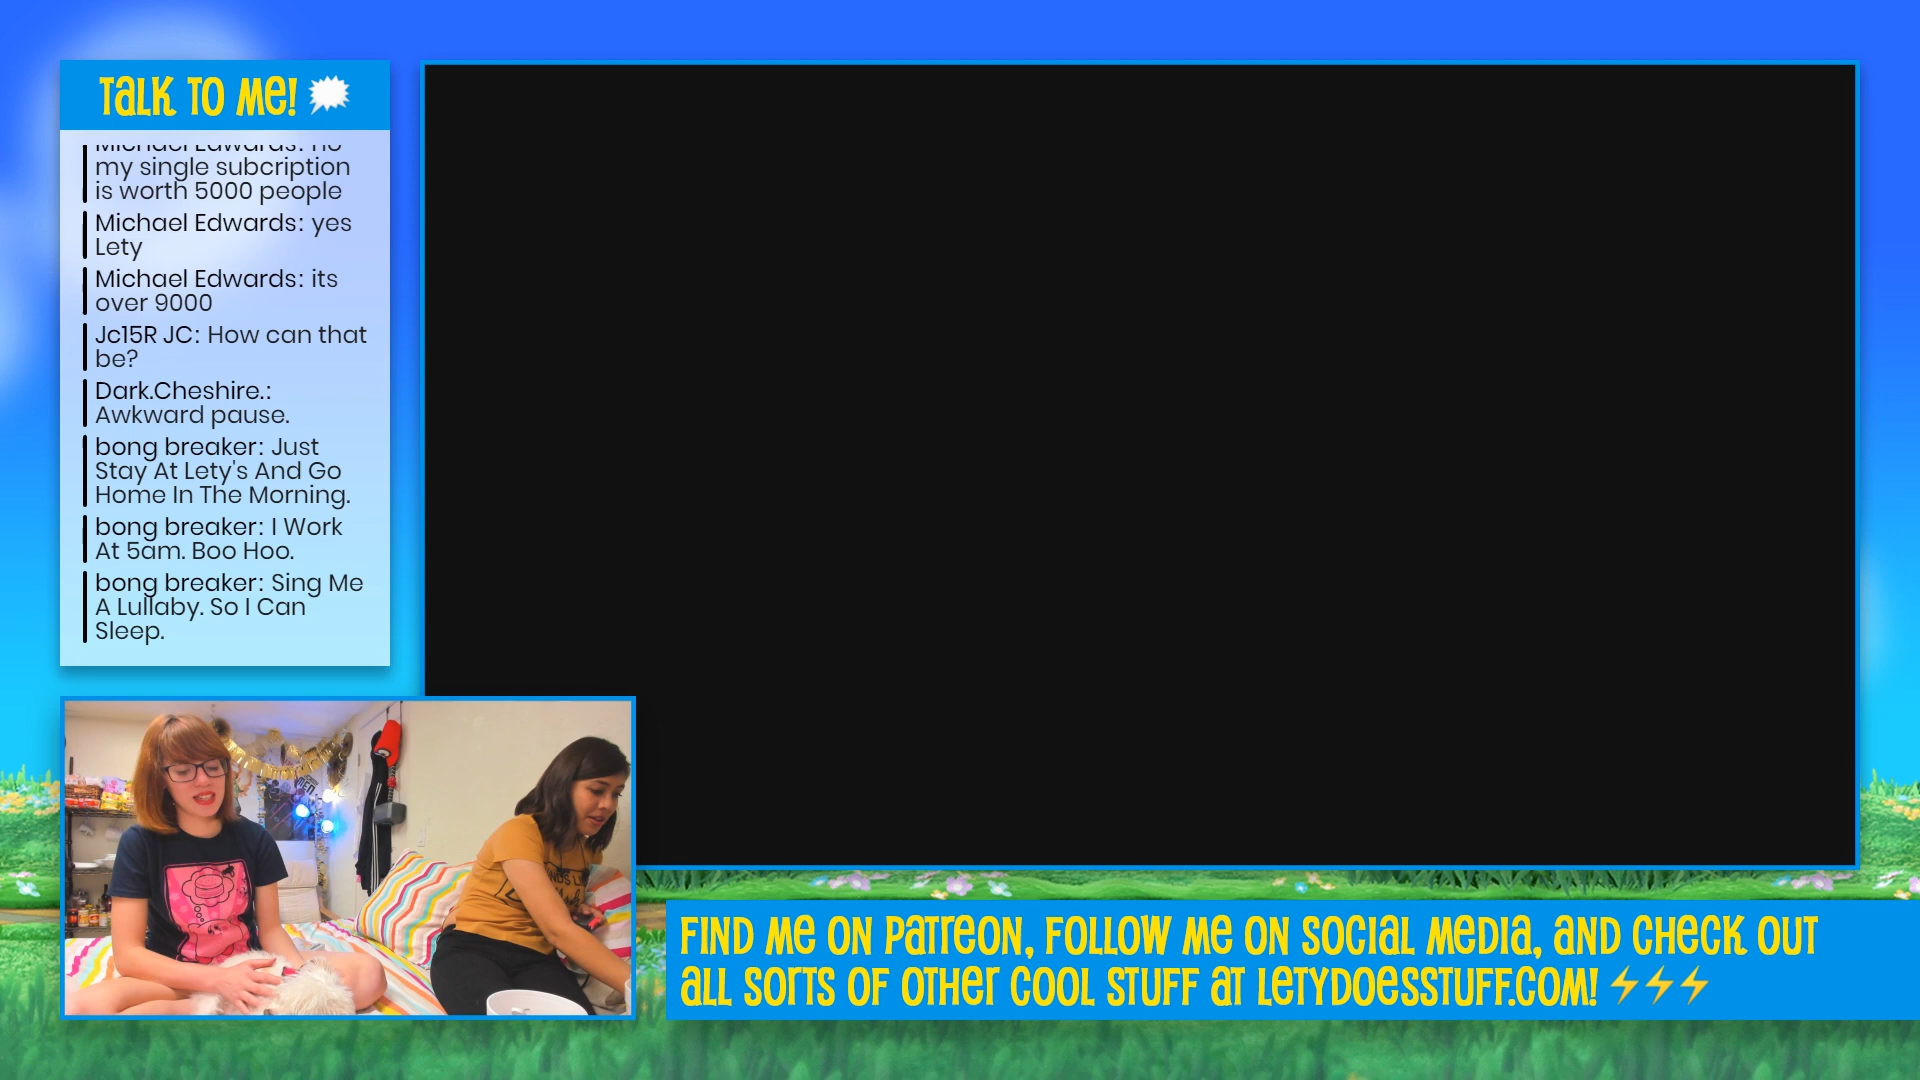 Talk to me!
my single subcription
is worth 5000 people
Michael Edwards: yes
Lety
Michael Edwards: its
over 9000
Jc15R JC: How can that
be?
Dark.Cheshire.:
Awkward pause.
bong breaker: Just
Stay At Lety's And Go
Home In The Morning.
bong breaker: I Work
At 5am. Boo Hoo.
bong breaker: Sing Me
A Lullaby. So I Can
Sleep.
Find me on Patreon, follow me on social media, and check out
all sorts of other cool stuff at letydoesstuff.com! ⚡⚡⚡